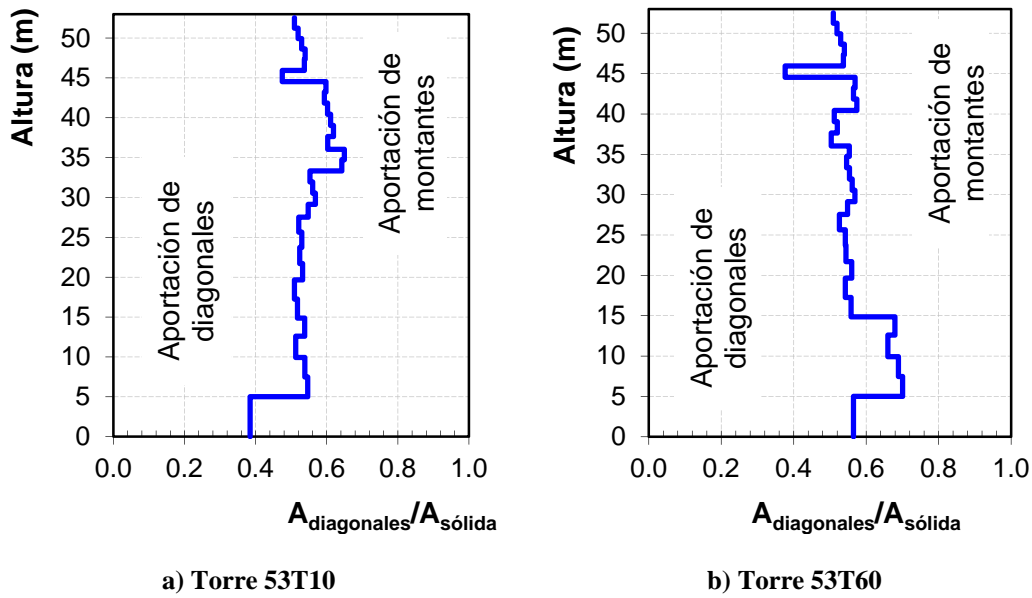 Altura (m)
50
45
40
35
30
25
20
15
10
5
0
Aportación de
diagonales
Aportación de
montantes
0.0 0.2 0.4 0.6 0.8 1.0
Adiagonales/Asólida
a) Torre 53T10
Altura (m)
50
45
40
35
30
25
20
15
10
5
0
Aportación de
diagonales
Aportación de
montantes
0.0 0.2 0.4 0.6 0.8 1.0
Adiagonales/Asólida
b) Torre 53T60